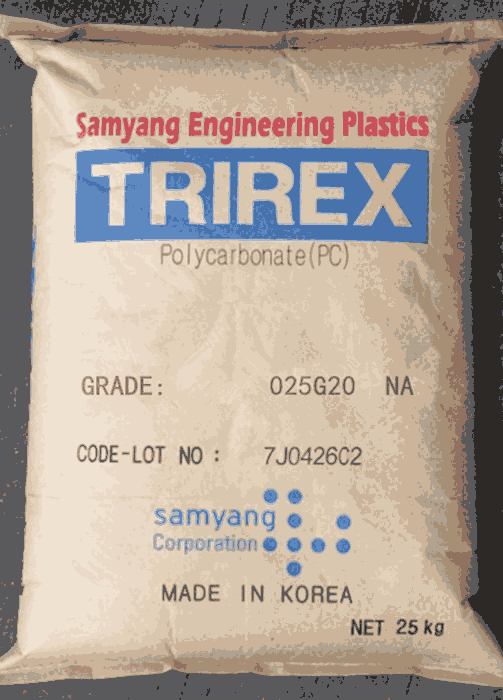 Samyang Engineering Plastics
TRIREX
Polycarbonate(PC)
GRADE: 025G20 NA
CODE-LOT NO : 7J0426C2
samyang
Corporation
MADE IN KOREA
NET 25 kg